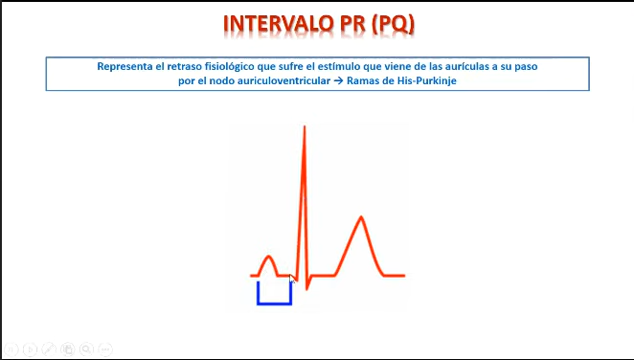 INTERVALO PR (PQ)
Representa el retraso fisiológico que sufre el estímulo que viene de las aurículas a su paso
por el nodo auriculoventricular → Ramas de His-Purkinje